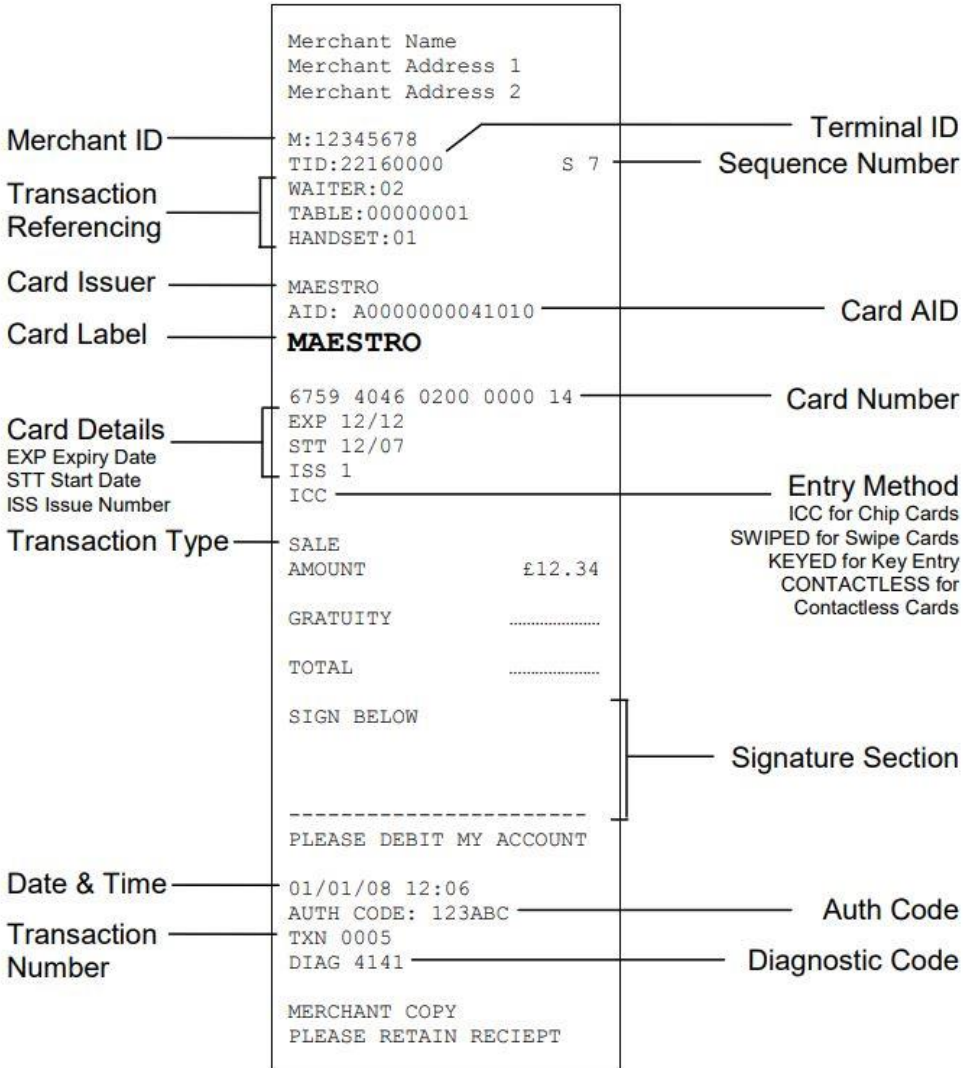 Merchant Name
Merchant Address 1
Merchant Address 2
Merchant ID
M:12345678
Terminal ID
TID:22160000 S 7
Sequence Number
Transaction
Referencing
WAITER:02
TABLE:00000001
HANDSET:01
Card Issuer
MAESTRO
AID: A0000000041010
Card AID
Card Label
MAESTRO
6759 4046 0200 0000 14
Card Number
Card Details
EXP Expiry Date
STT Start Date
ISS Issue Number
EXP 12/12
STT 12/07
ISS 1
ICC
Entry Method
ICC for Chip Cards
SWIPED for Swipe Cards
KEYED for Key Entry
CONTACTLESS for
Contactless Cards
Transaction Type
SALE
AMOUNT £12.34
GRATUITY ....................
TOTAL ....................
SIGN BELOW
Signature Section
------------------------
PLEASE DEBIT MY ACCOUNT
Date & Time
01/01/08 12:06
AUTH CODE: 123ABC
Auth Code
Transaction
Number
TXN 0005
DIAG 4141
Diagnostic Code
MERCHANT COPY
PLEASE RETAIN RECIEPT